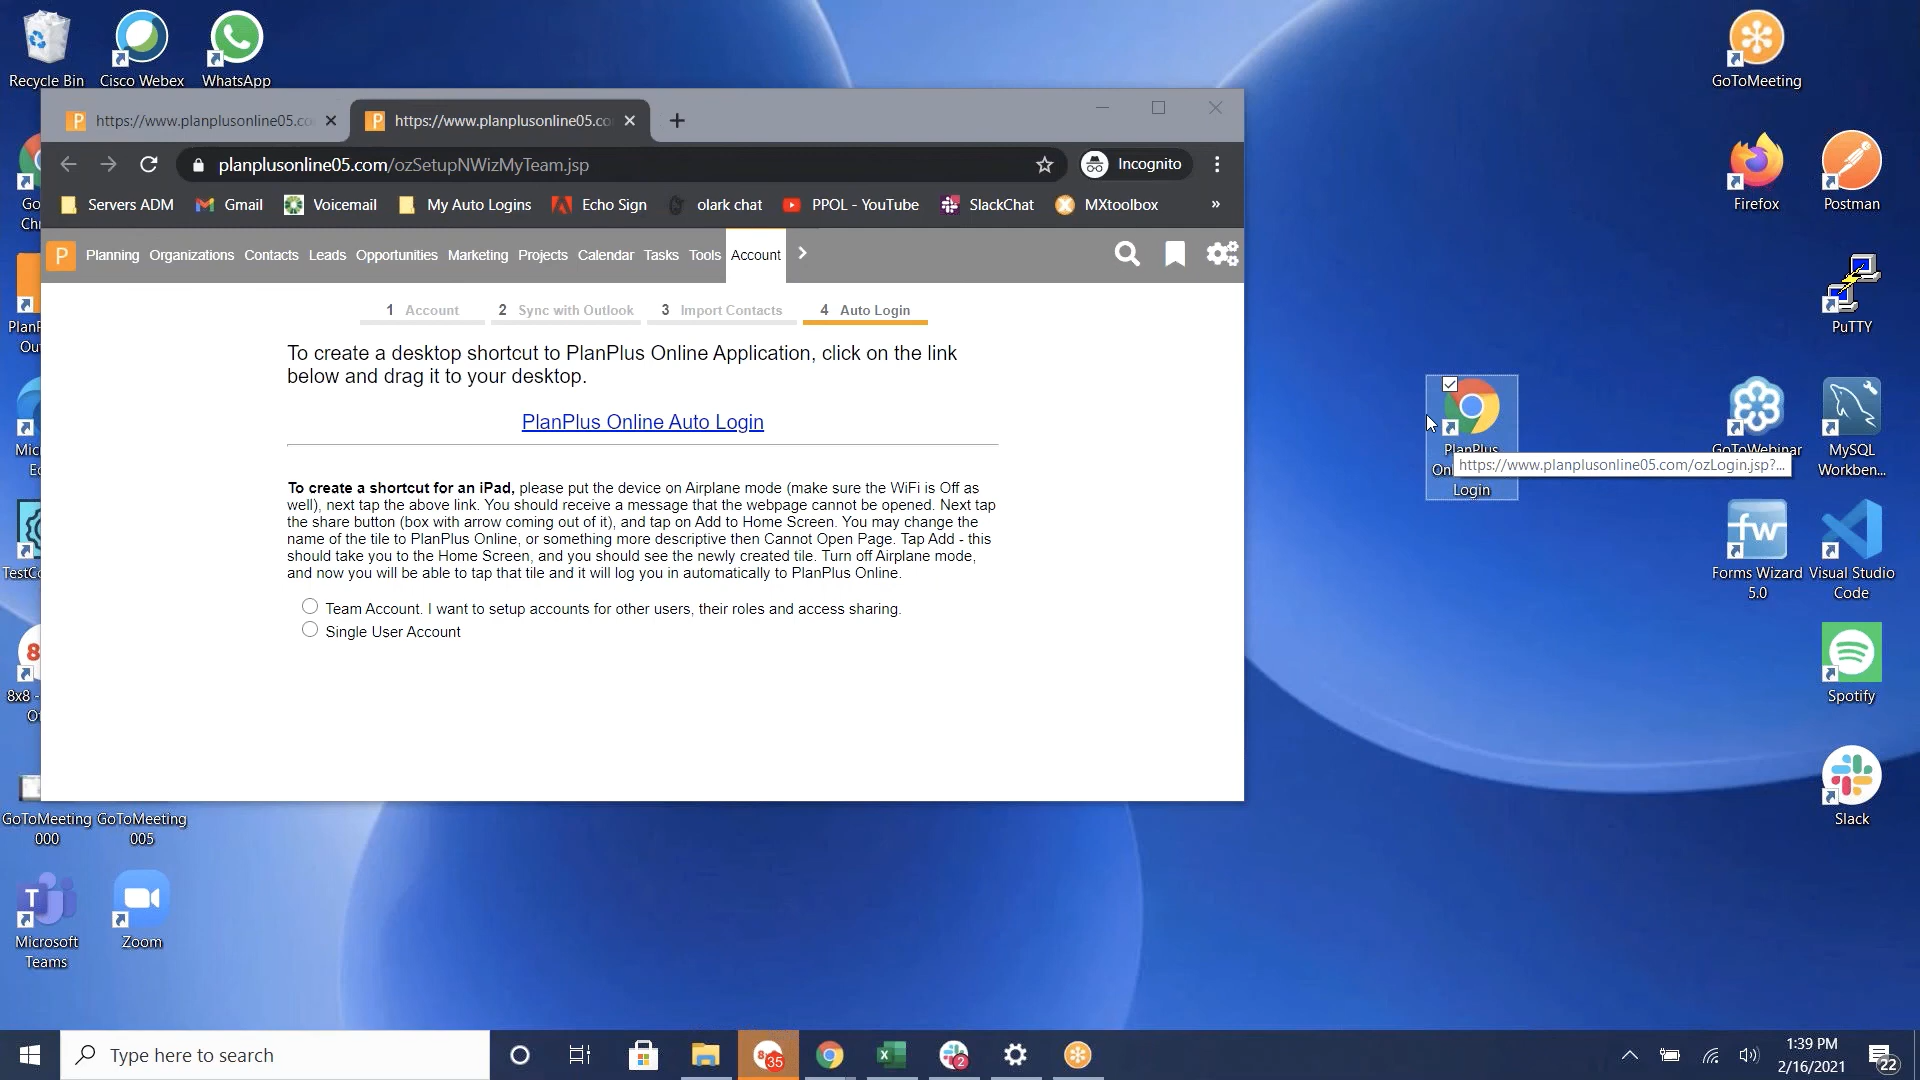 Recycle Bin
Cisco Webex
WhatsApp
GoToMeeting
https://www.planplusonline05.co
https://www.planplusonline05.co
planplusonline05.com/ozSetupNWizMyTeam.jsp
Incognito
Servers ADM
Gmail
Voicemail
My Auto Logins
Echo Sign
olark chat
PPOL - YouTube
SlackChat
MXtoolbox
»
P Planning Organizations Contacts Leads Opportunities Marketing Projects Calendar Tasks Tools Account
1 Account
2 Sync with Outlook
3 Import Contacts
4 Auto Login
To create a desktop shortcut to PlanPlus Online Application, click on the link
below and drag it to your desktop.
PlanPlus Online Auto Login
To create a shortcut for an iPad, please put the device on Airplane mode (make sure the WiFi is Off as
well), next tap the above link. You should receive a message that the webpage cannot be opened. Next tap
the share button (box with arrow coming out of it), and tap on Add to Home Screen. You may change the
name of the tile to PlanPlus Online, or something more descriptive then Cannot Open Page. Tap Add - this
should take you to the Home Screen, and you should see the newly created tile. Turn off Airplane mode,
and now you will be able to tap that tile and it will log you in automatically to PlanPlus Online.
Team Account. I want to setup accounts for other users, their roles and access sharing.
Single User Account
Firefox
Postman
PuTTY
PlanPlus
Login
https://www.planplusonline05.com/ozLogin.jsp?...
GoToWebinar
MySQL
Workben...
fw
Forms Wizard
5.0
Visual Studio
Code
Spotify
Slack
GoToMeeting
000
GoToMeeting
005
T
Microsoft
Teams
Zoom
Type here to search
35
2
1:39 PM
2/16/2021
22